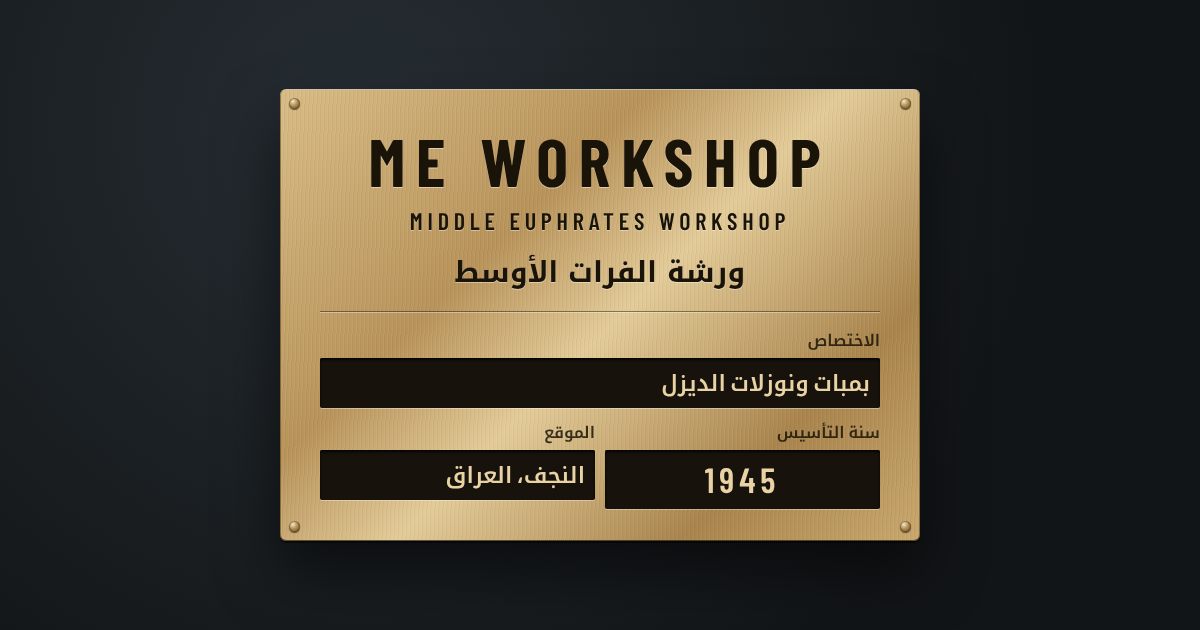 ME WORKSHOP
MIDDLE EUPHRATES WORKSHOP
ورشة الفرات الأوسط
الاختصاص
بمبات ونوزلات الديزل
سنة التأسيس
1945
الموقع
النجف، العراق